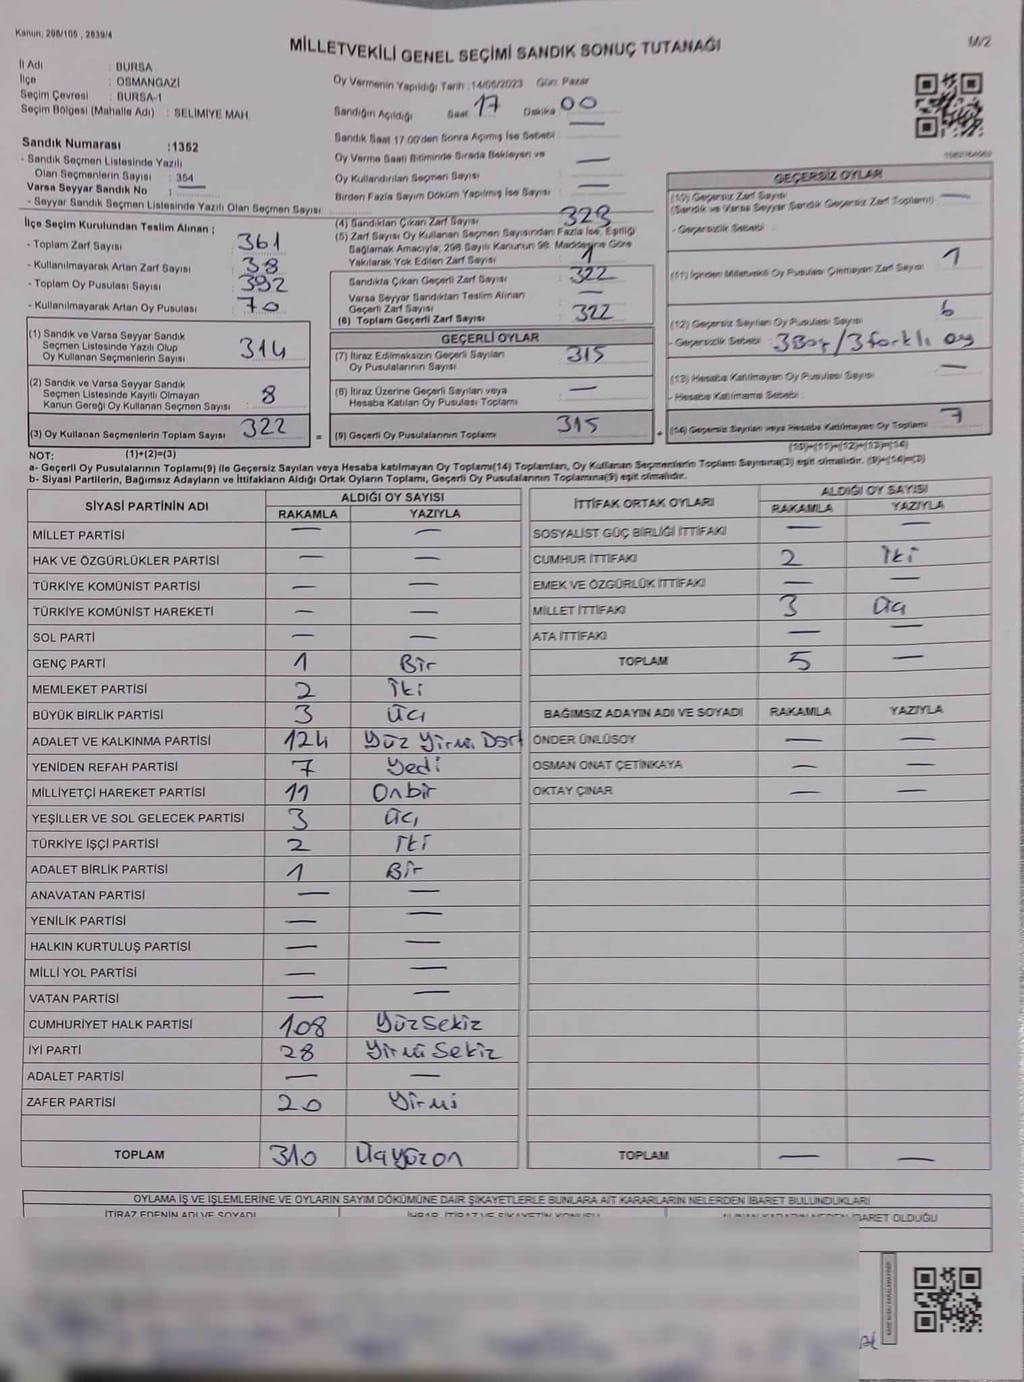 Kanun, 298/105 , 2839/4
MİLLETVEKİLİ GENEL SEÇİMİ SANDIK SONUÇ TUTANAĞI
M/2
İl Adı : BURSA
İlçe : OSMANGAZİ
Seçim Çevresi : BURSA-1
Seçim Bölgesi (Mahalle Adı) : SELİMİYE MAH.
Sandık Numarası :1352
- Sandık Seçmen Listesinde Yazılı
Olan Seçmenlerin Sayısı : 354
Varsa Seyyar Sandık No : —
- Seyyar Sandık Seçmen Listesinde Yazılı Olan Seçmen Sayısı
Oy Vermenin Yapıldığı Tarih :14/05/2023 Gün: Pazar
Sandığın Açıldığı Saat 17 Dakika 00
Sandık Saat 17.00'den Sonra Açılmış İse Sebebi : —
Oy Verme Saati Bitiminde Sırada Bekleyen ve
Oy Kullandırılan Seçmen Sayısı : —
Birden Fazla Sayım Döküm Yapılmış İse Sayısı : —
İlçe Seçim Kurulundan Teslim Alınan ;
- Toplam Zarf Sayısı : 361
- Kullanılmayarak Artan Zarf Sayısı : 38
- Toplam Oy Pusulası Sayısı : 392
- Kullanılmayarak Artan Oy Pusulası : 70
(1) Sandık ve Varsa Seyyar Sandık
Seçmen Listesinde Yazılı Olup
Oy Kullanan Seçmenlerin Sayısı : 314
(2) Sandık ve Varsa Seyyar Sandık
Seçmen Listesinde Kayıtlı Olmayan
Kanun Gereği Oy Kullanan Seçmen Sayısı : 8
(3) Oy Kullanan Seçmenlerin Toplam Sayısı : 322
(4) Sandıktan Çıkan Zarf Sayısı : 323
(5) Zarf Sayısı Oy Kullanan Seçmen Sayısından Fazla İse, Eşitliği
Sağlamak Amacıyla; 298 Sayılı Kanunun 98. Maddesine Göre
Yakılarak Yok Edilen Zarf Sayısı : 1
Sandıkta Çıkan Geçerli Zarf Sayısı : 322
Varsa Seyyar Sandıktan Teslim Alınan
Geçerli Zarf Sayısı : —
(6) Toplam Geçerli Zarf Sayısı : 322
GEÇERLİ OYLAR
(7) İtiraz Edilmeksizin Geçerli Sayılan
Oy Pusulalarının Sayısı : 315
(8) İtiraz Üzerine Geçerli Sayılan veya
Hesaba Katılan Oy Pusulası Toplamı : —
= (9) Geçerli Oy Pusulalarının Toplamı : 315
GEÇERSİZ OYLAR
(10) Geçersiz Zarf Sayısı
(Sandık ve Varsa Seyyar Sandık Geçersiz Zarf Toplamı) : —
- Geçersizlik Sebebi :
(11) İçinden Milletvekili Oy Pusulası Çıkmayan Zarf Sayısı : 1
(12) Geçersiz Sayılan Oy Pusulası Sayısı : 6
- Geçersizlik Sebebi : 3 Boş / 3 farklı oy
(13) Hesaba Katılmayan Oy Pusulası Sayısı : —
- Hesaba Katılmama Sebebi :
+ (14) Geçersiz Sayılan veya Hesaba Katılmayan Oy Toplamı : 7
NOT: (1)+(2)=(3)
(10)+(11)+(12)+(13)=(14)
a- Geçerli Oy Pusulalarının Toplamı(9) ile Geçersiz Sayılan veya Hesaba katılmayan Oy Toplamı(14) Toplamları, Oy Kullanan Seçmenlerin Toplam Sayısına(3) eşit olmalıdır. (9)+(14)=(3)
b- Siyasi Partilerin, Bağımsız Adayların ve İttifakların Aldığı Ortak Oyların Toplamı, Geçerli Oy Pusulalarının Toplamına(9) eşit olmalıdır.
SİYASİ PARTİNİN ADI ALDIĞI OY SAYISI
RAKAMLA YAZIYLA
MİLLET PARTİSİ — —
HAK VE ÖZGÜRLÜKLER PARTİSİ — —
TÜRKİYE KOMÜNİST PARTİSİ — —
TÜRKİYE KOMÜNİST HAREKETİ — —
SOL PARTİ — —
GENÇ PARTİ 1 Bir
MEMLEKET PARTİSİ 2 İki
BÜYÜK BİRLİK PARTİSİ 3 Üç
ADALET VE KALKINMA PARTİSİ 124 Yüz Yirmi Dört
YENİDEN REFAH PARTİSİ 7 Yedi
MİLLİYETÇİ HAREKET PARTİSİ 11 Onbir
YEŞİLLER VE SOL GELECEK PARTİSİ 3 Üç
TÜRKİYE İŞÇİ PARTİSİ 2 İki
ADALET BİRLİK PARTİSİ 1 Bir
ANAVATAN PARTİSİ — —
YENİLİK PARTİSİ — —
HALKIN KURTULUŞ PARTİSİ — —
MİLLİ YOL PARTİSİ — —
VATAN PARTİSİ — —
CUMHURİYET HALK PARTİSİ 108 Yüz Sekiz
İYİ PARTİ 28 Yirmi Sekiz
ADALET PARTİSİ — —
ZAFER PARTİSİ 20 Yirmi
TOPLAM 310 Üçyüzon
İTTİFAK ORTAK OYLARI ALDIĞI OY SAYISI
RAKAMLA YAZIYLA
SOSYALİST GÜÇ BİRLİĞİ İTTİFAKI — —
CUMHUR İTTİFAKI 2 İki
EMEK VE ÖZGÜRLÜK İTTİFAKI — —
MİLLET İTTİFAKI 3 Üç
ATA İTTİFAKI — —
TOPLAM 5 —
BAĞIMSIZ ADAYIN ADI VE SOYADI RAKAMLA YAZIYLA
ÖNDER ÜNLÜSOY — —
OSMAN ONAT ÇETİNKAYA — —
OKTAY ÇINAR — —
TOPLAM — —
OYLAMA İŞ VE İŞLEMLERİNE VE OYLARIN SAYIM DÖKÜMÜNE DAİR ŞİKAYETLERLE BUNLARA AİT KARARLARIN NELERDEN İBARET BULUNDUKLARI
İTİRAZ EDENİN ADI VE SOYADI İHBAR, İTİRAZ VE ŞİKAYETİN KONUSU ALINAN KARARIN NEDEN İBARET OLDUĞU